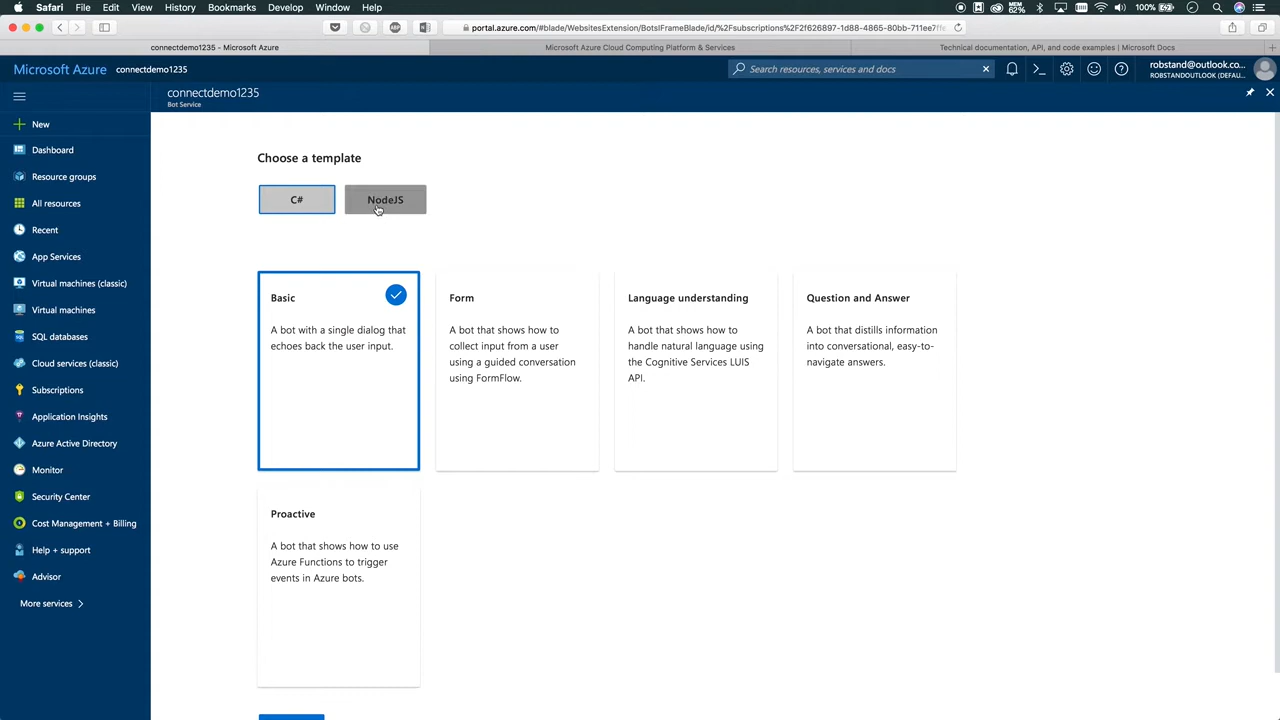 Safari File Edit View History Bookmarks Develop Window Help
100%
portal.azure.com/#blade/WebsitesExtension/BotsIFrameBlade/id/%2Fsubscriptions%2F2f626897-1d88-4865-80bb-711ee7f
connectdemo1235 - Microsoft Azure
Microsoft Azure Cloud Computing Platform & Services
Technical documentation, API, and code examples | Microsoft Docs
Microsoft Azure connectdemo1235
Search resources, services and docs
robstand@outlook.co...
ROBSTANDOUTLOOK (DEFAU...
connectdemo1235
Bot Service
New
Dashboard
Resource groups
All resources
Recent
App Services
Virtual machines (classic)
Virtual machines
SQL databases
Cloud services (classic)
Subscriptions
Application Insights
Azure Active Directory
Monitor
Security Center
Cost Management + Billing
Help + support
Advisor
More services
Choose a template
C#
NodeJS
Basic
A bot with a single dialog that
echoes back the user input.
Form
A bot that shows how to
collect input from a user
using a guided conversation
using FormFlow.
Language understanding
A bot that shows how to
handle natural language using
the Cognitive Services LUIS
API.
Question and Answer
A bot that distills information
into conversational, easy-to-
navigate answers.
Proactive
A bot that shows how to use
Azure Functions to trigger
events in Azure bots.